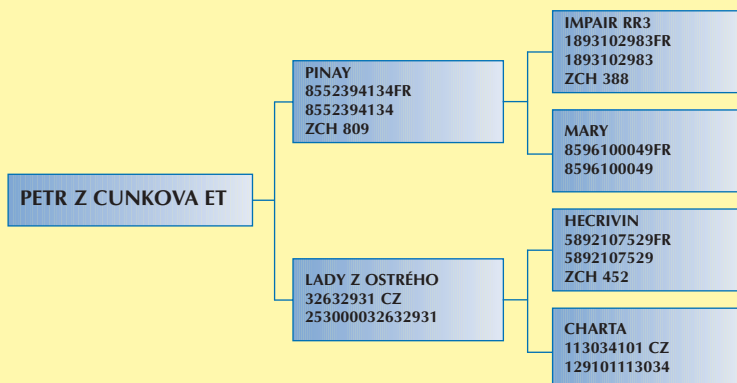 PETR Z CUNKOVA ET
PINAY
8552394134FR
8552394134
ZCH 809
LADY Z OSTRÉHO
32632931 CZ
253000032632931
IMPAIR RR3
1893102983FR
1893102983
ZCH 388
MARY
8596100049FR
8596100049
HECRIVIN
5892107529FR
5892107529
ZCH 452
CHARTA
113034101 CZ
129101113034